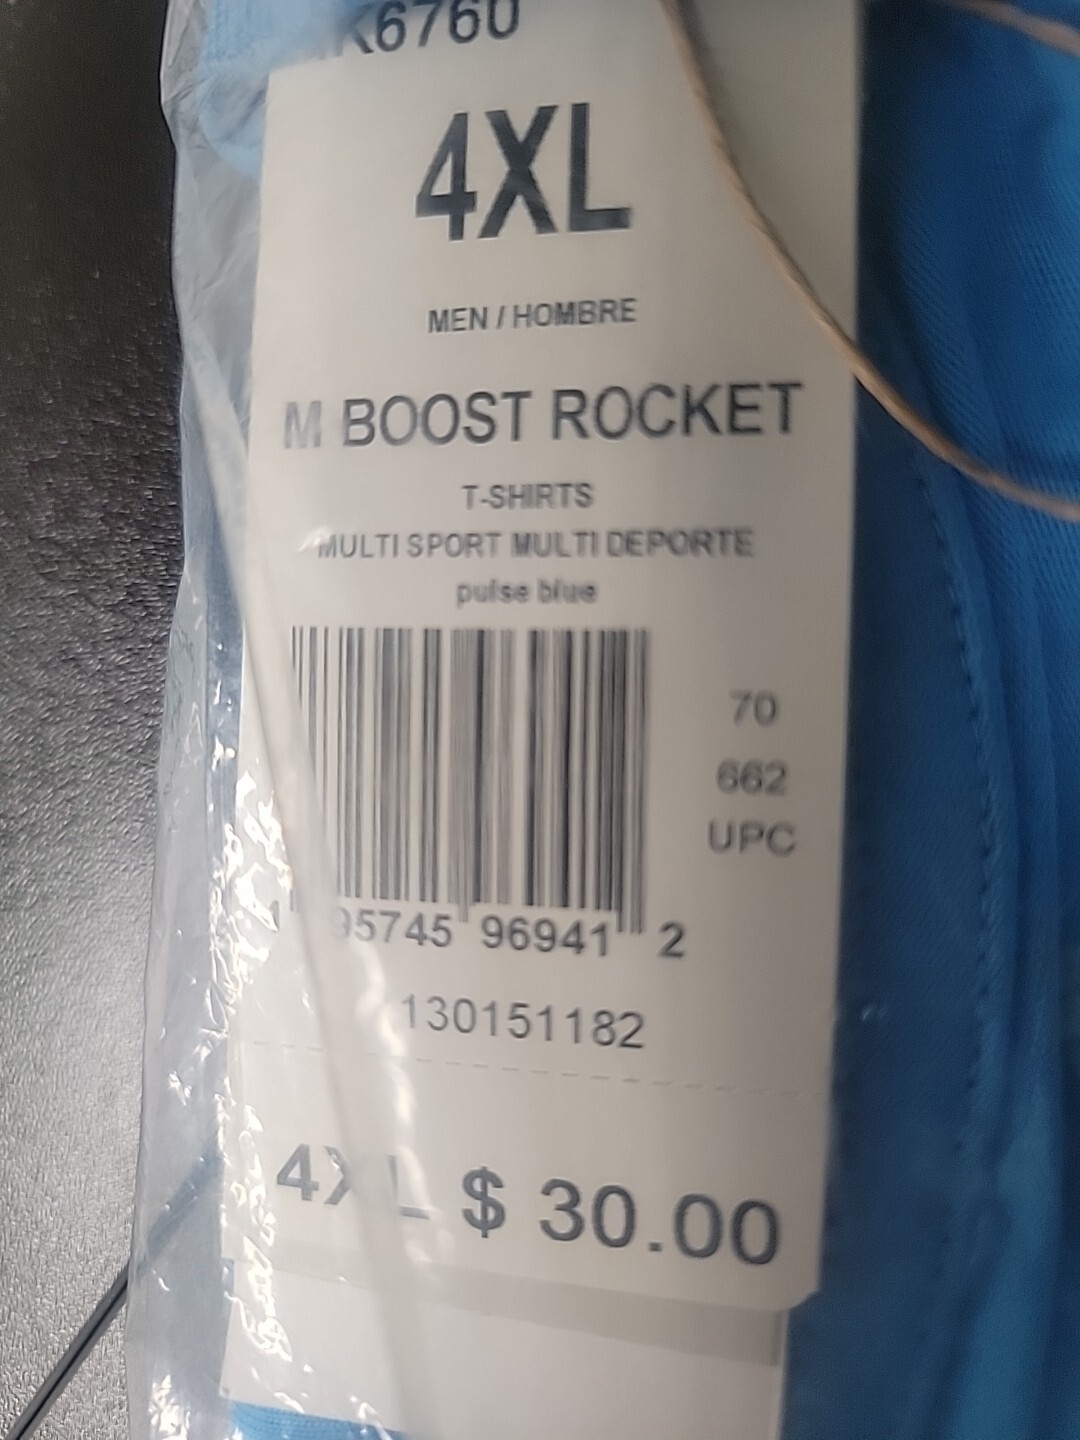 K6760
4XL
MEN / HOMBRE
M BOOST ROCKET
T-SHIRTS
MULTI SPORT MULTI DEPORTE
pulse blue
70
662
UPC
95745 96941 2
130151182
4XL $ 30.00